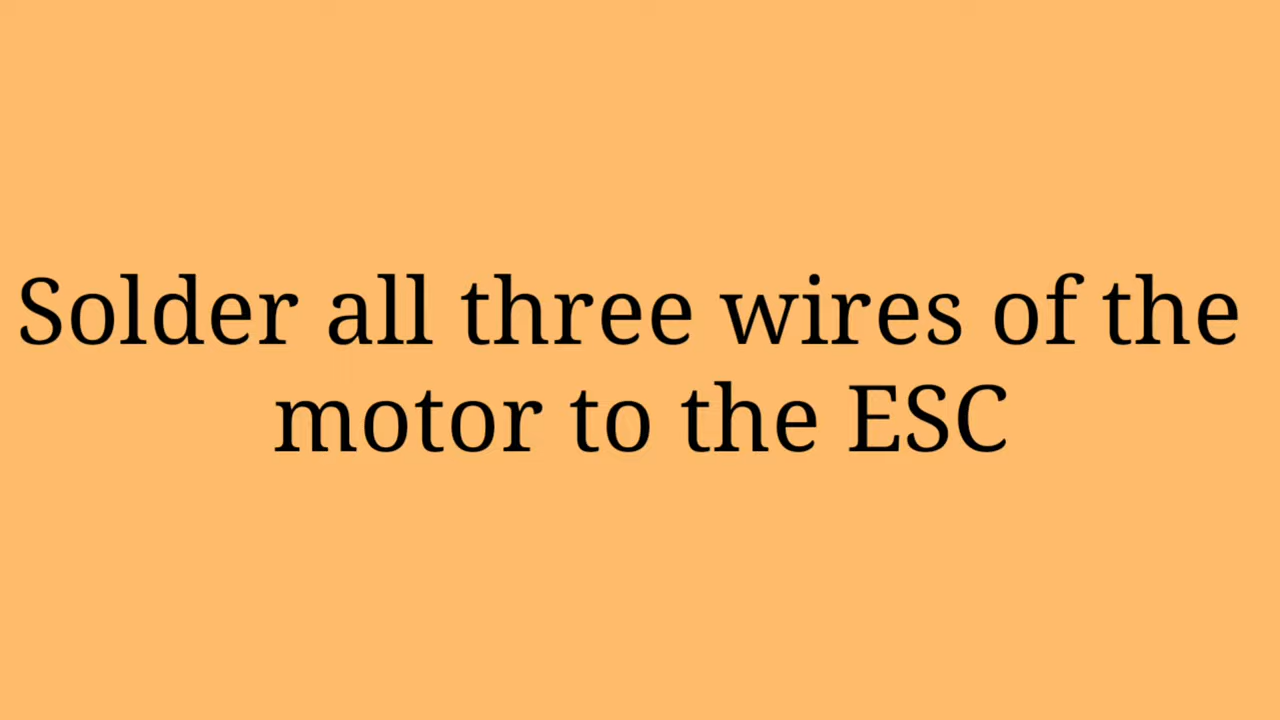 Solder all three wires of the
motor to the ESC